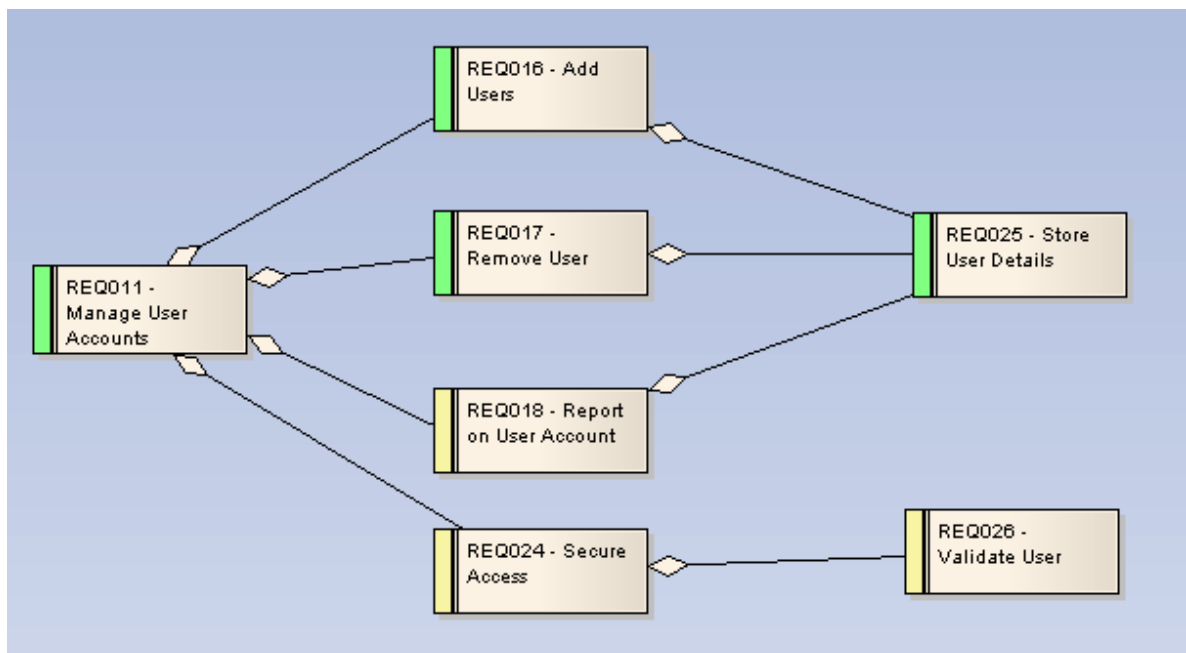 REQ016 - Add
Users
REQ017 -
Remove User
REQ025 - Store
User Details
REQ011 -
Manage User
Accounts
REQ018 - Report
on User Account
REQ024 - Secure
Access
REQ026 -
Validate User